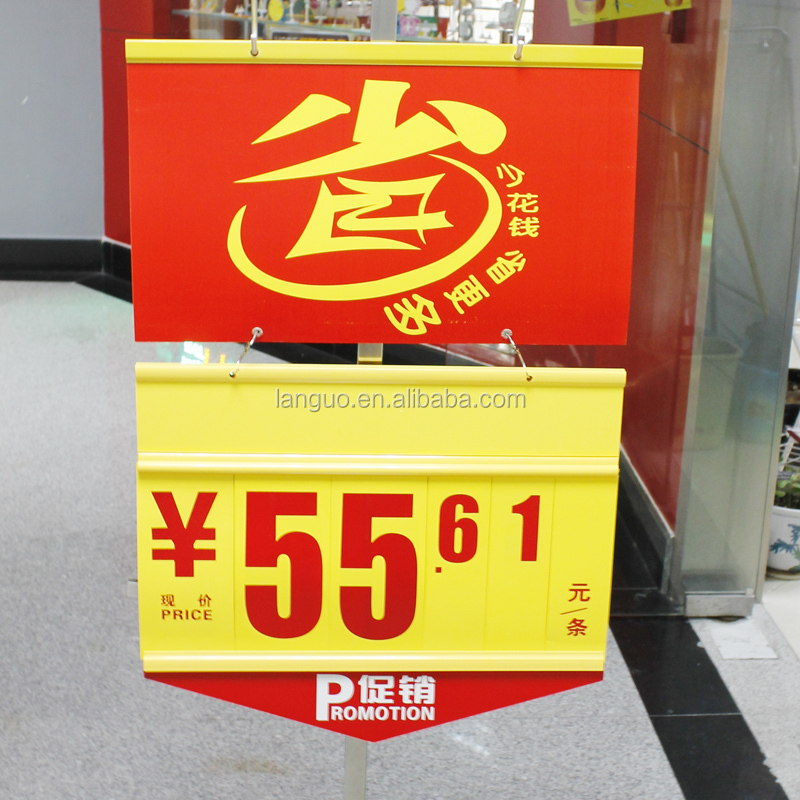 省
少花钱
省更多
languo.en.alibaba.com
¥ 55.61
现价
PRICE
元/条
P促销
PROMOTION